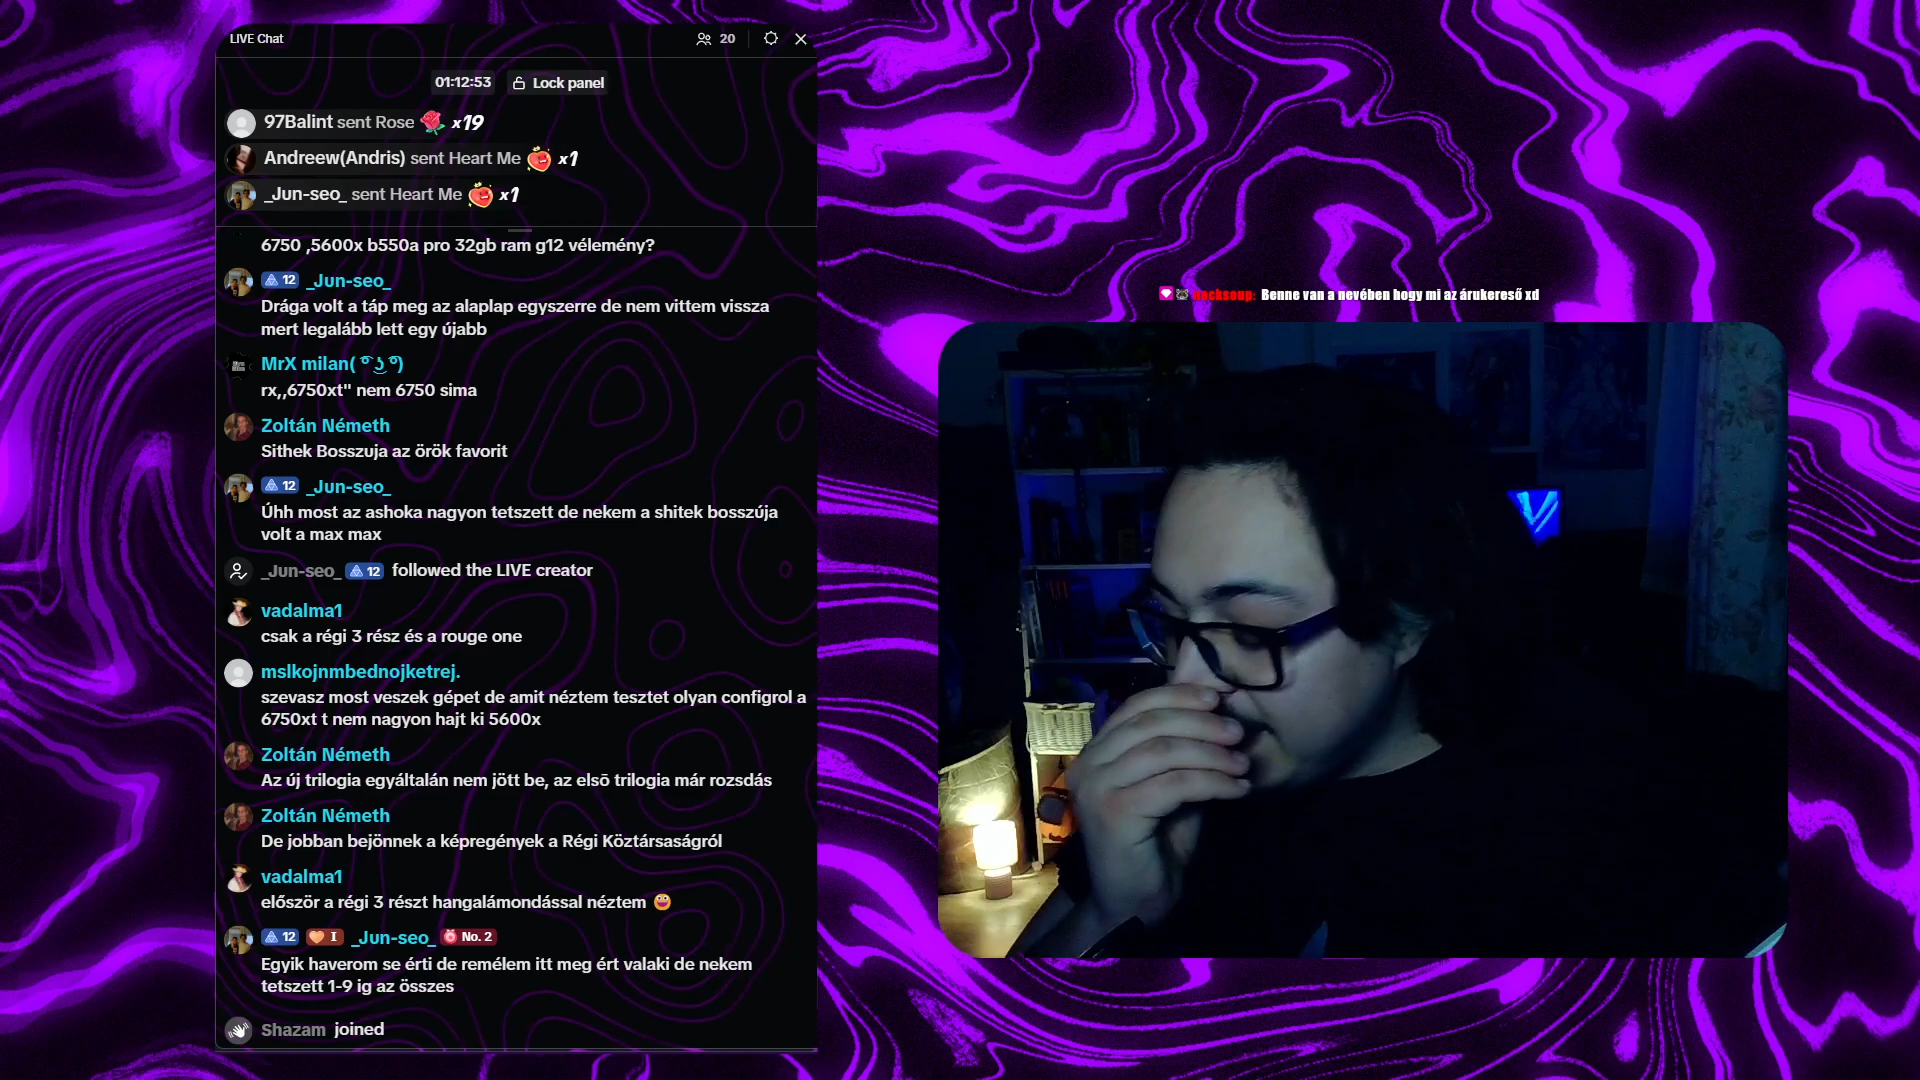 LIVE Chat
20
01:12:53
Lock panel
97Balint sent Rose x19
Andreew(Andris) sent Heart Me x1
_Jun-seo_ sent Heart Me x1
6750 ,5600x b550a pro 32gb ram g12 vélemény?
12 _Jun-seo_
Drága volt a táp meg az alaplap egyszerre de nem vittem vissza
mert legalább lett egy újabb
MrX milan( ͡° ͜ʖ ͡°)
rx,,6750xt" nem 6750 sima
Zoltán Németh
Sithek Bosszuja az örök favorit
12 _Jun-seo_
Úhh most az ashoka nagyon tetszett de nekem a shitek bosszúja
volt a max max
_Jun-seo_ 12 followed the LIVE creator
vadalma1
csak a régi 3 rész és a rouge one
mslkojnmbednojketrej.
szevasz most veszek gépet de amit néztem tesztet olyan configrol a
6750xt t nem nagyon hajt ki 5600x
Zoltán Németh
Az új trilogia egyáltalán nem jött be, az elsō trilogia már rozsdás
Zoltán Németh
De jobban bejönnek a képregények a Régi Köztársaságról
vadalma1
először a régi 3 részt hangalámondással néztem
12 I _Jun-seo_ No. 2
Egyik haverom se érti de remélem itt meg ért valaki de nekem
tetszett 1-9 ig az összes
Shazam joined
Benne van a nevében hogy mi az árukereső xd